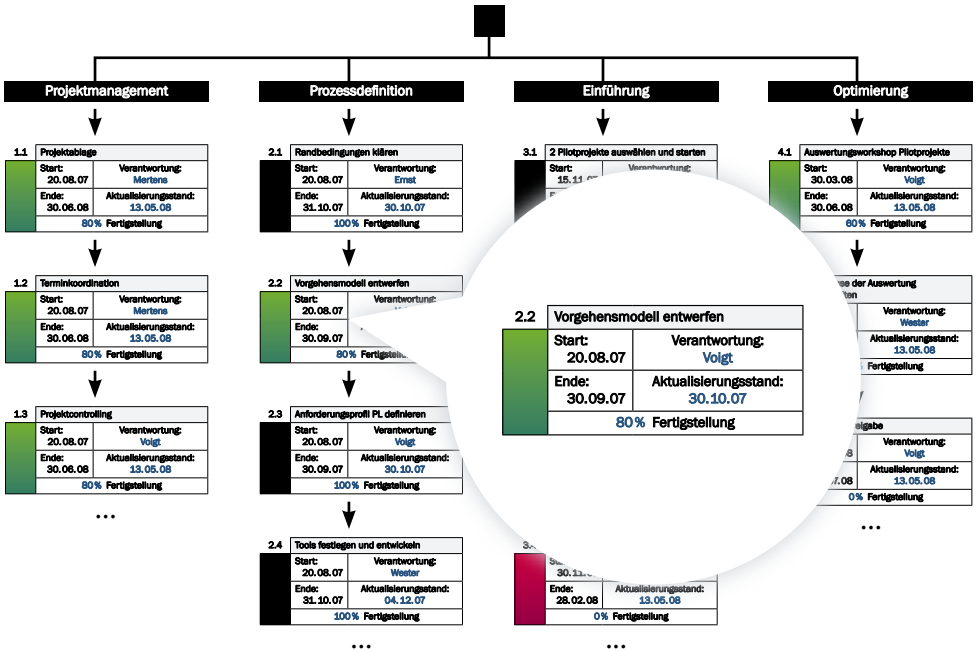 Projektmanagement
1.1 Projektablage
Start: Verantwortung:
20.08.07 Mertens
Ende: Aktualisierungsstand:
30.06.08 13.05.08
80% Fertigstellung
1.2 Terminkoordination
Start: Verantwortung:
20.08.07 Mertens
Ende: Aktualisierungsstand:
30.06.08 13.05.08
80% Fertigstellung
1.3 Projektcontrolling
Start: Verantwortung:
20.08.07 Voigt
Ende: Aktualisierungsstand:
30.06.08 13.05.08
80% Fertigstellung
...
Prozessdefinition
2.1 Randbedingungen klären
Start: Verantwortung:
20.08.07 Ernst
Ende: Aktualisierungsstand:
31.10.07 30.10.07
100% Fertigstellung
2.2 Vorgehensmodell entwerfen
Start: Verantwortung:
20.08.07
Ende:
30.09.07
80%
2.3 Anforderungsprofil PL definieren
Start: Verantwortung:
20.08.07 Voigt
Ende: Aktualisierungsstand:
30.09.07 30.10.07
100% Fertigstellung
2.4 Tools festlegen und entwickeln
Start: Verantwortung:
20.08.07 Wester
Ende: Aktualisierungsstand:
31.10.07 04.12.07
100% Fertigstellung
...
Einführung
3.1 2 Pilotprojekte auswählen und starten
Start: Verantwortung:
15.11.07
2.2 Vorgehensmodell entwerfen
Start: Verantwortung:
20.08.07 Voigt
Ende: Aktualisierungsstand:
30.09.07 30.10.07
80% Fertigstellung
Ende: Aktualisierungsstand:
28.02.08 13.05.08
0% Fertigstellung
...
Optimierung
4.1 Auswertungsworkshop Pilotprojekte
Start: Verantwortung:
30.03.08 Voigt
Ende: Aktualisierungsstand:
30.06.08 13.05.08
60% Fertigstellung
der Auswertung
Verantwortung:
Wester
Aktualisierungsstand:
13.05.08
Fertigstellung
Verantwortung:
Voigt
Aktualisierungsstand:
13.05.08
0% Fertigstellung
...